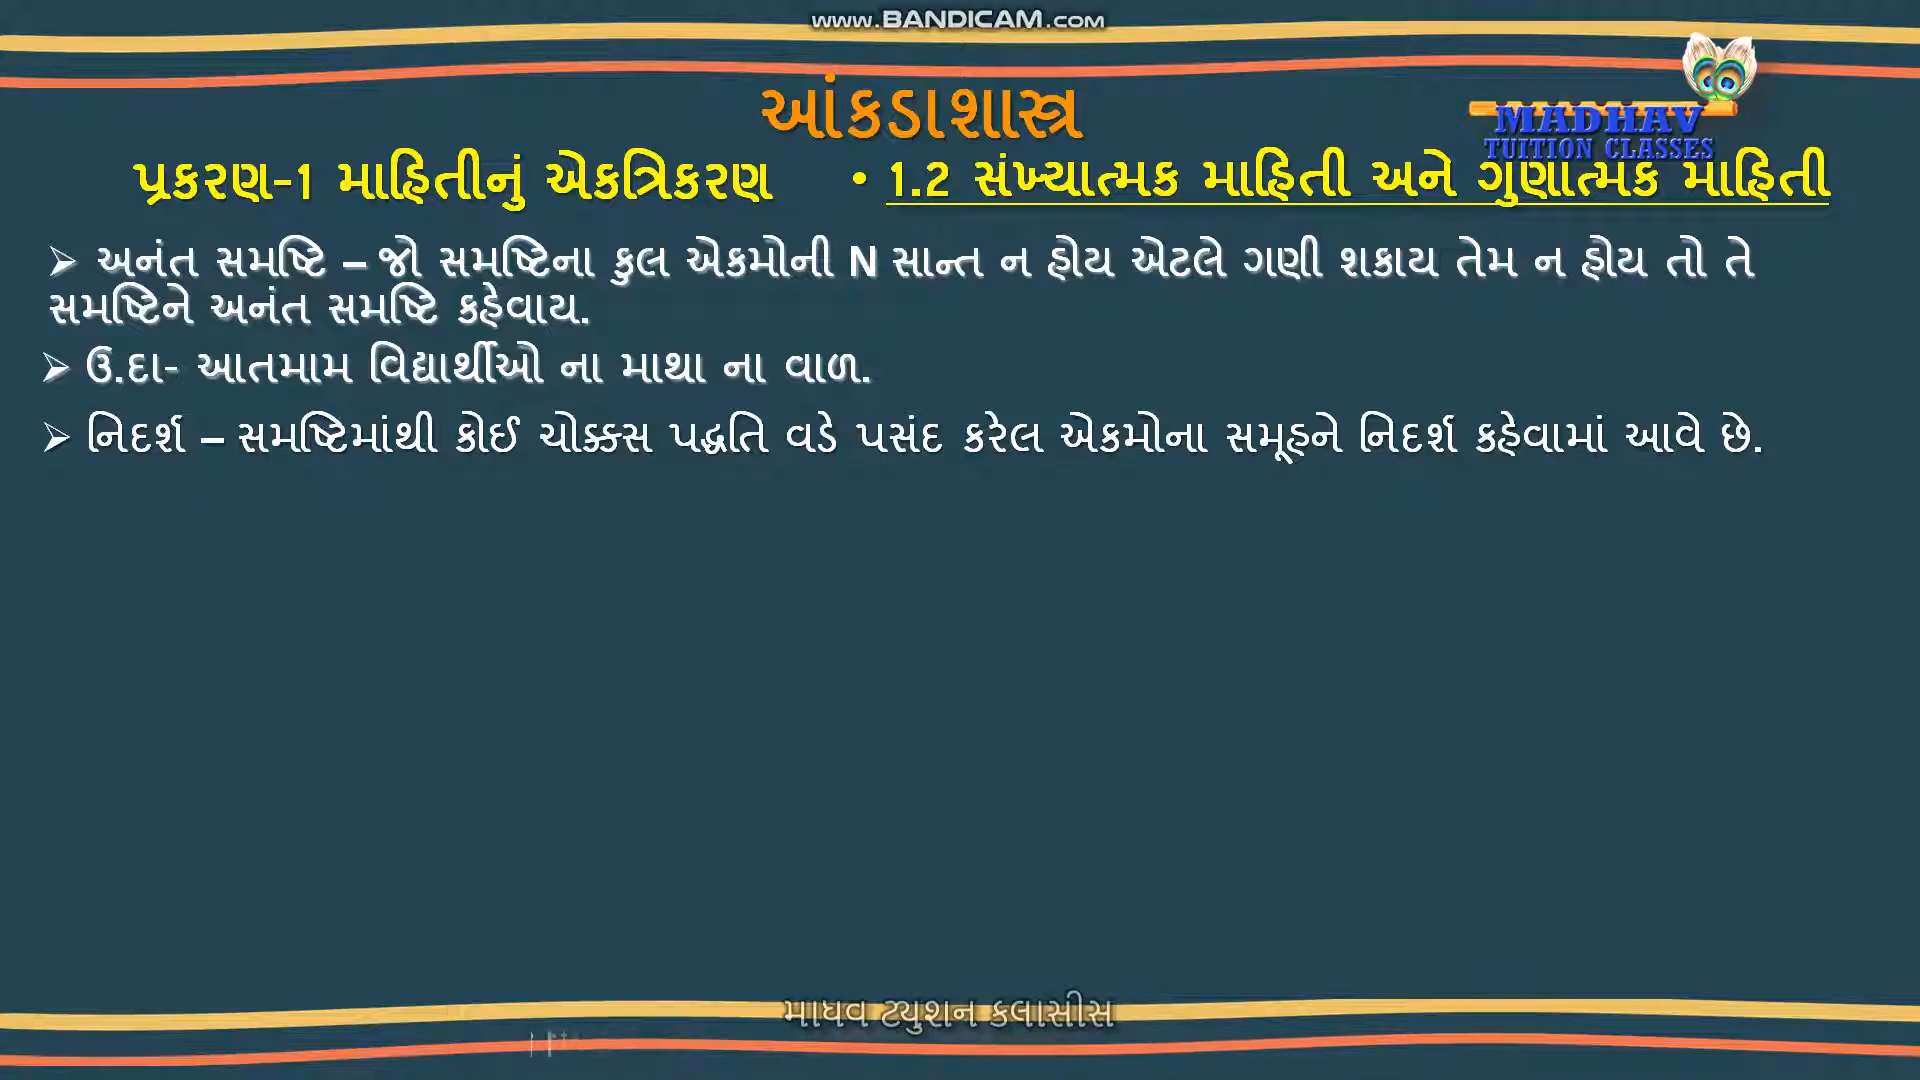 www.BANDICAM.com
આંકડાશાસ્ત્ર
MADHAV
TUITION CLASSES
પ્રકરણ-1 માહિતીનું એકત્રિકરણ
• 1.2 સંખ્યાત્મક માહિતી અને ગુણાત્મક માહિતી
➢ અનંત સમષ્ટિ – જો સમષ્ટિના કુલ એકમોની N સાન્ત ન હોય એટલે ગણી શકાય તેમ ન હોય તો તે
સમષ્ટિને અનંત સમષ્ટિ કહેવાય.
➢ ઉ.દા- આતમામ વિદ્યાર્થીઓ ના માથા ના વાળ.
➢ નિદર્શ – સમષ્ટિમાંથી કોઈ ચોક્કસ પદ્ધતિ વડે પસંદ કરેલ એકમોના સમૂહને નિદર્શ કહેવામાં આવે છે.
માધવ ટ્યુશન કલાસીસ